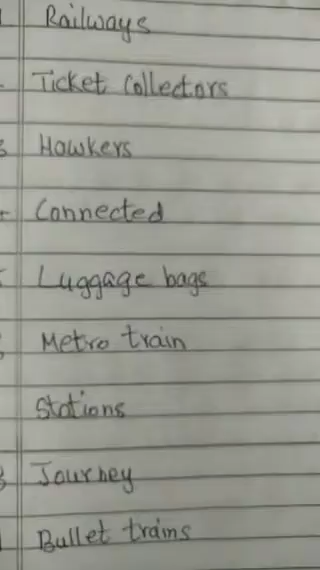 Railways
Ticket Collectors
Hawkers
Connected
Luggage bags
Metro train
Stations
Journey
Bullet trains